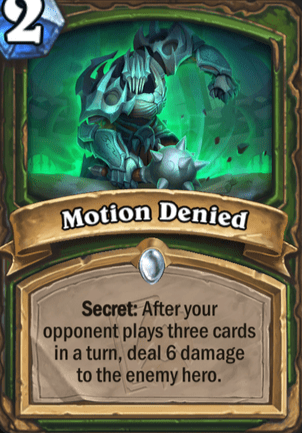 2
Motion Denied
Secret: After your
opponent plays three cards
in a turn, deal 6 damage
to the enemy hero.